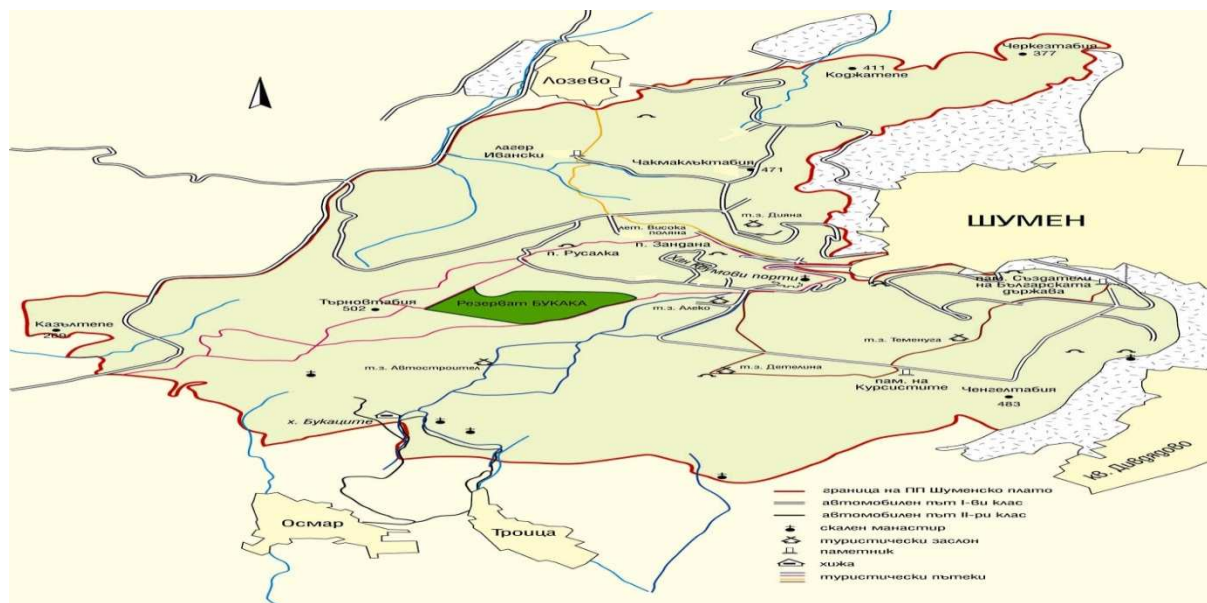 Черкезтабия
377
411
Коджатепе
Лозево
лагер
Ивански
Чакмаклъктабия
471
ШУМЕН
т.з. Дияна
лет. Висока
поляна
п. Зандана
п. Русалка
Хан Крумови порти
пам. Създатели
на Българската
държава
Резерват БУКАКА
Търновтабия
502
Казълтепе
260
т.з. Алеко
т.з. Теменуга
т.з. Автостроител
т.з. Детелина
пам. на
Курсистите
Ченгелтабия
483
х. Букаците
кв. Дивдядово
Осмар
Троица
граница на ПП Шуменско плато
автомобилен път I-ви клас
автомобилен път II-ри клас
скален манастир
туристически заслон
паметник
хижа
туристически пътеки